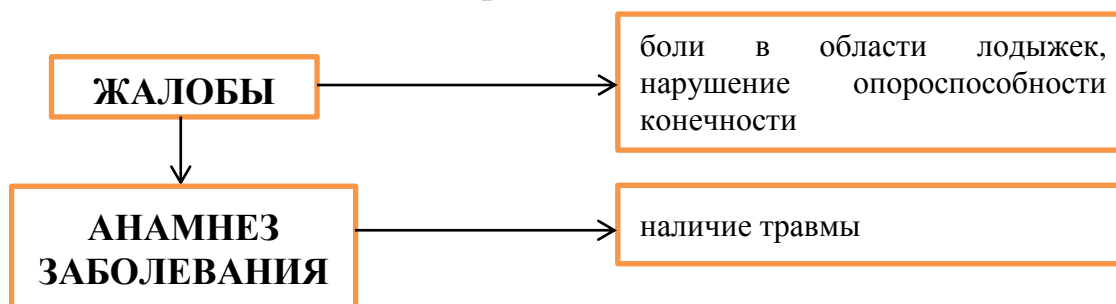 ЖАЛОБЫ
боли в области лодыжек,
нарушение опороспособности
конечности
АНАМНЕЗ
ЗАБОЛЕВАНИЯ
наличие травмы